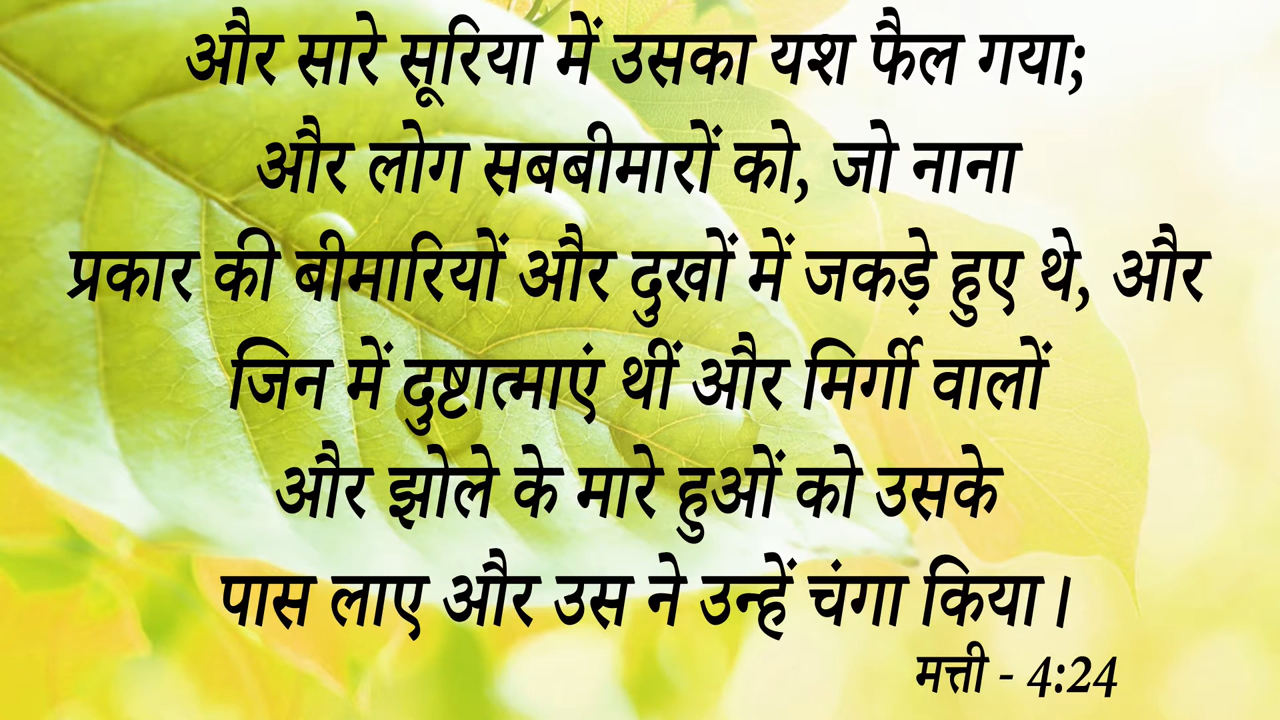 और सारे सूरिया में उसका यश फैल गया;
और लोग सबबीमारों को, जो नाना
प्रकार की बीमारियों और दुखों में जकड़े हुए थे, और
जिन में दुष्टात्माएं थीं और मिर्गी वालों
और झोले के मारे हुओं को उसके
पास लाए और उस ने उन्हें चंगा किया।
मत्ती - 4:24